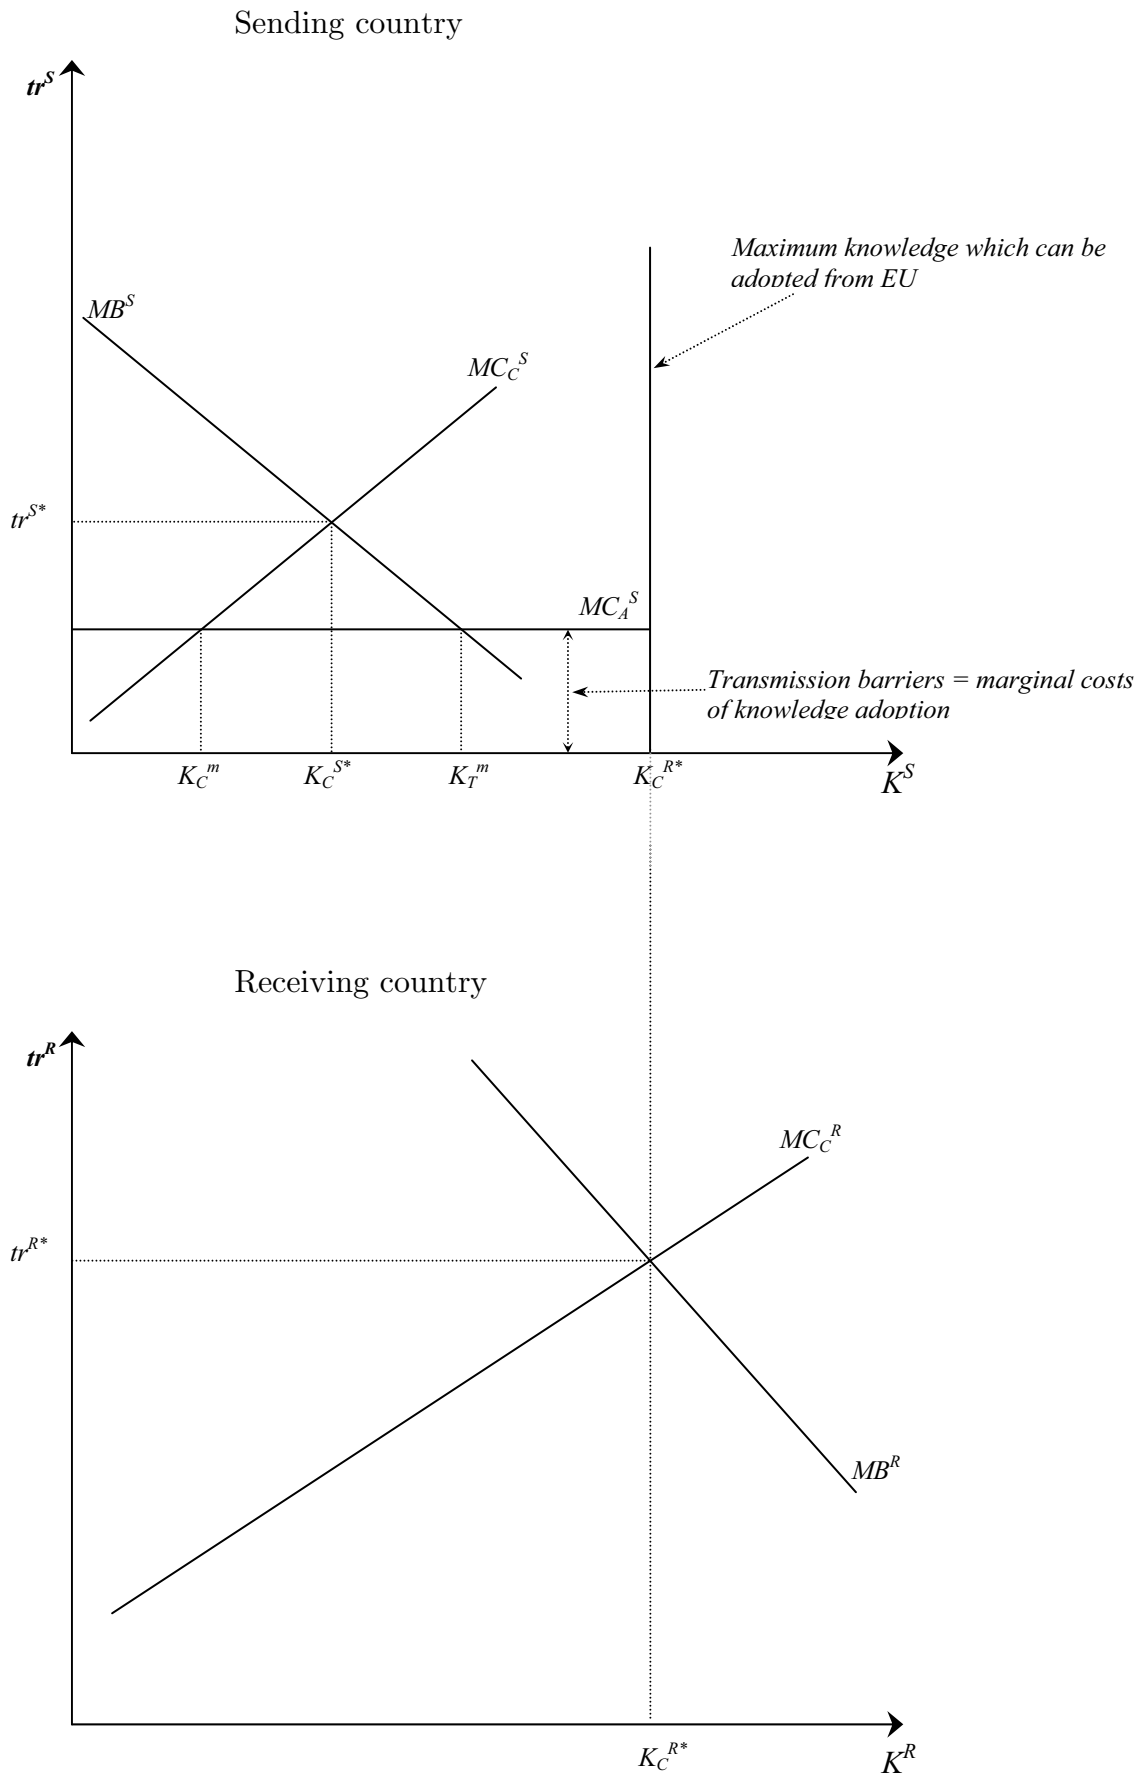 Sending country
tr^S
Maximum knowledge which can be
adopted from EU
MB^S
MC_C^S
tr^S*
MC_A^S
Transmission barriers = marginal costs
of knowledge adoption
K_C^m K_C^S* K_T^m K_C^R* K^S
Receiving country
tr^R
MC_C^R
tr^R*
MB^R
K_C^R* K^R